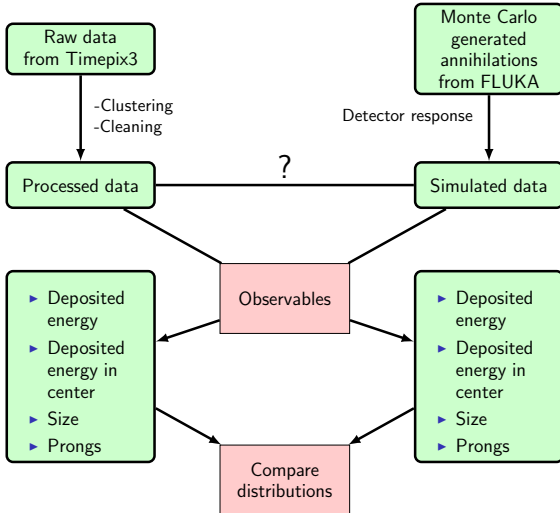 Raw data
from Timepix3
Monte Carlo
generated
annihilations
from FLUKA
-Clustering
-Cleaning
Detector response
Processed data
?
Simulated data
Observables
Deposited
energy
Deposited
energy in
center
Size
Prongs
Deposited
energy
Deposited
energy in
center
Size
Prongs
Compare
distributions